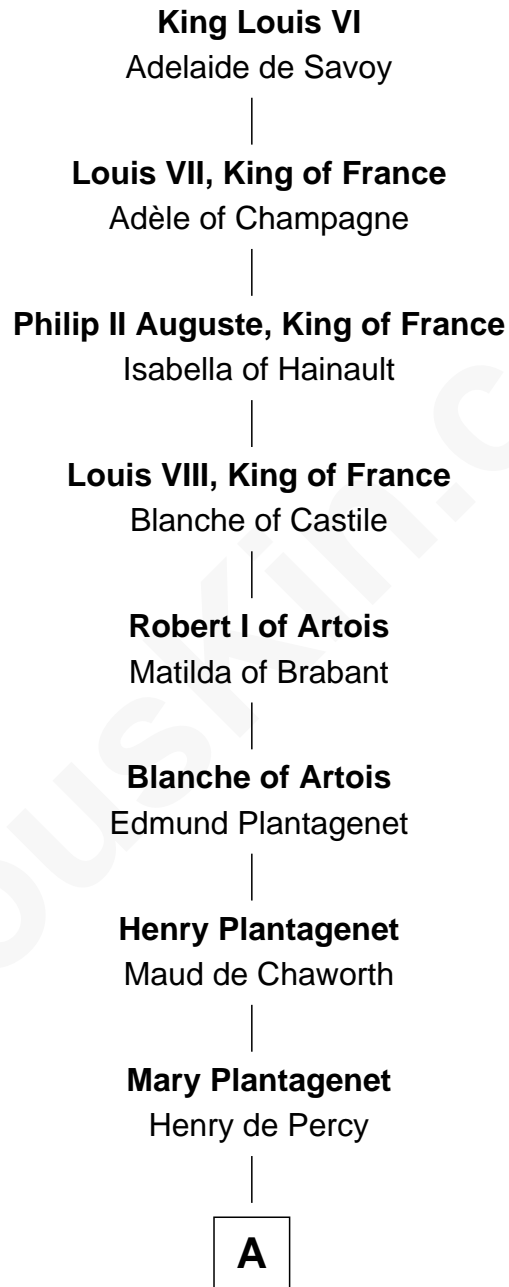 King Louis VI
Adelaide de Savoy
Louis VII, King of France
Adèle of Champagne
Philip II Auguste, King of France
Isabella of Hainault
Louis VIII, King of France
Blanche of Castile
Robert I of Artois
Matilda of Brabant
Blanche of Artois
Edmund Plantagenet
Henry Plantagenet
Maud de Chaworth
Mary Plantagenet
Henry de Percy
A